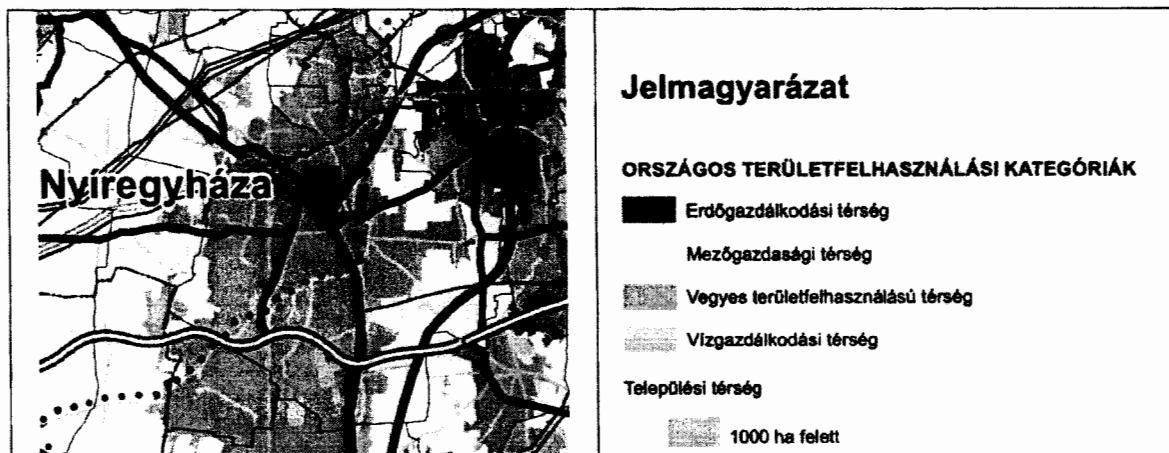 Nyíregyháza
Jelmagyarázat
ORSZÁGOS TERÜLETFELHASZNÁLÁSI KATEGÓRIÁK
Erdőgazdálkodási térség
Mezőgazdasági térség
Vegyes területfelhasználású térség
Vízgazdálkodási térség
Települési térség
1000 ha felett